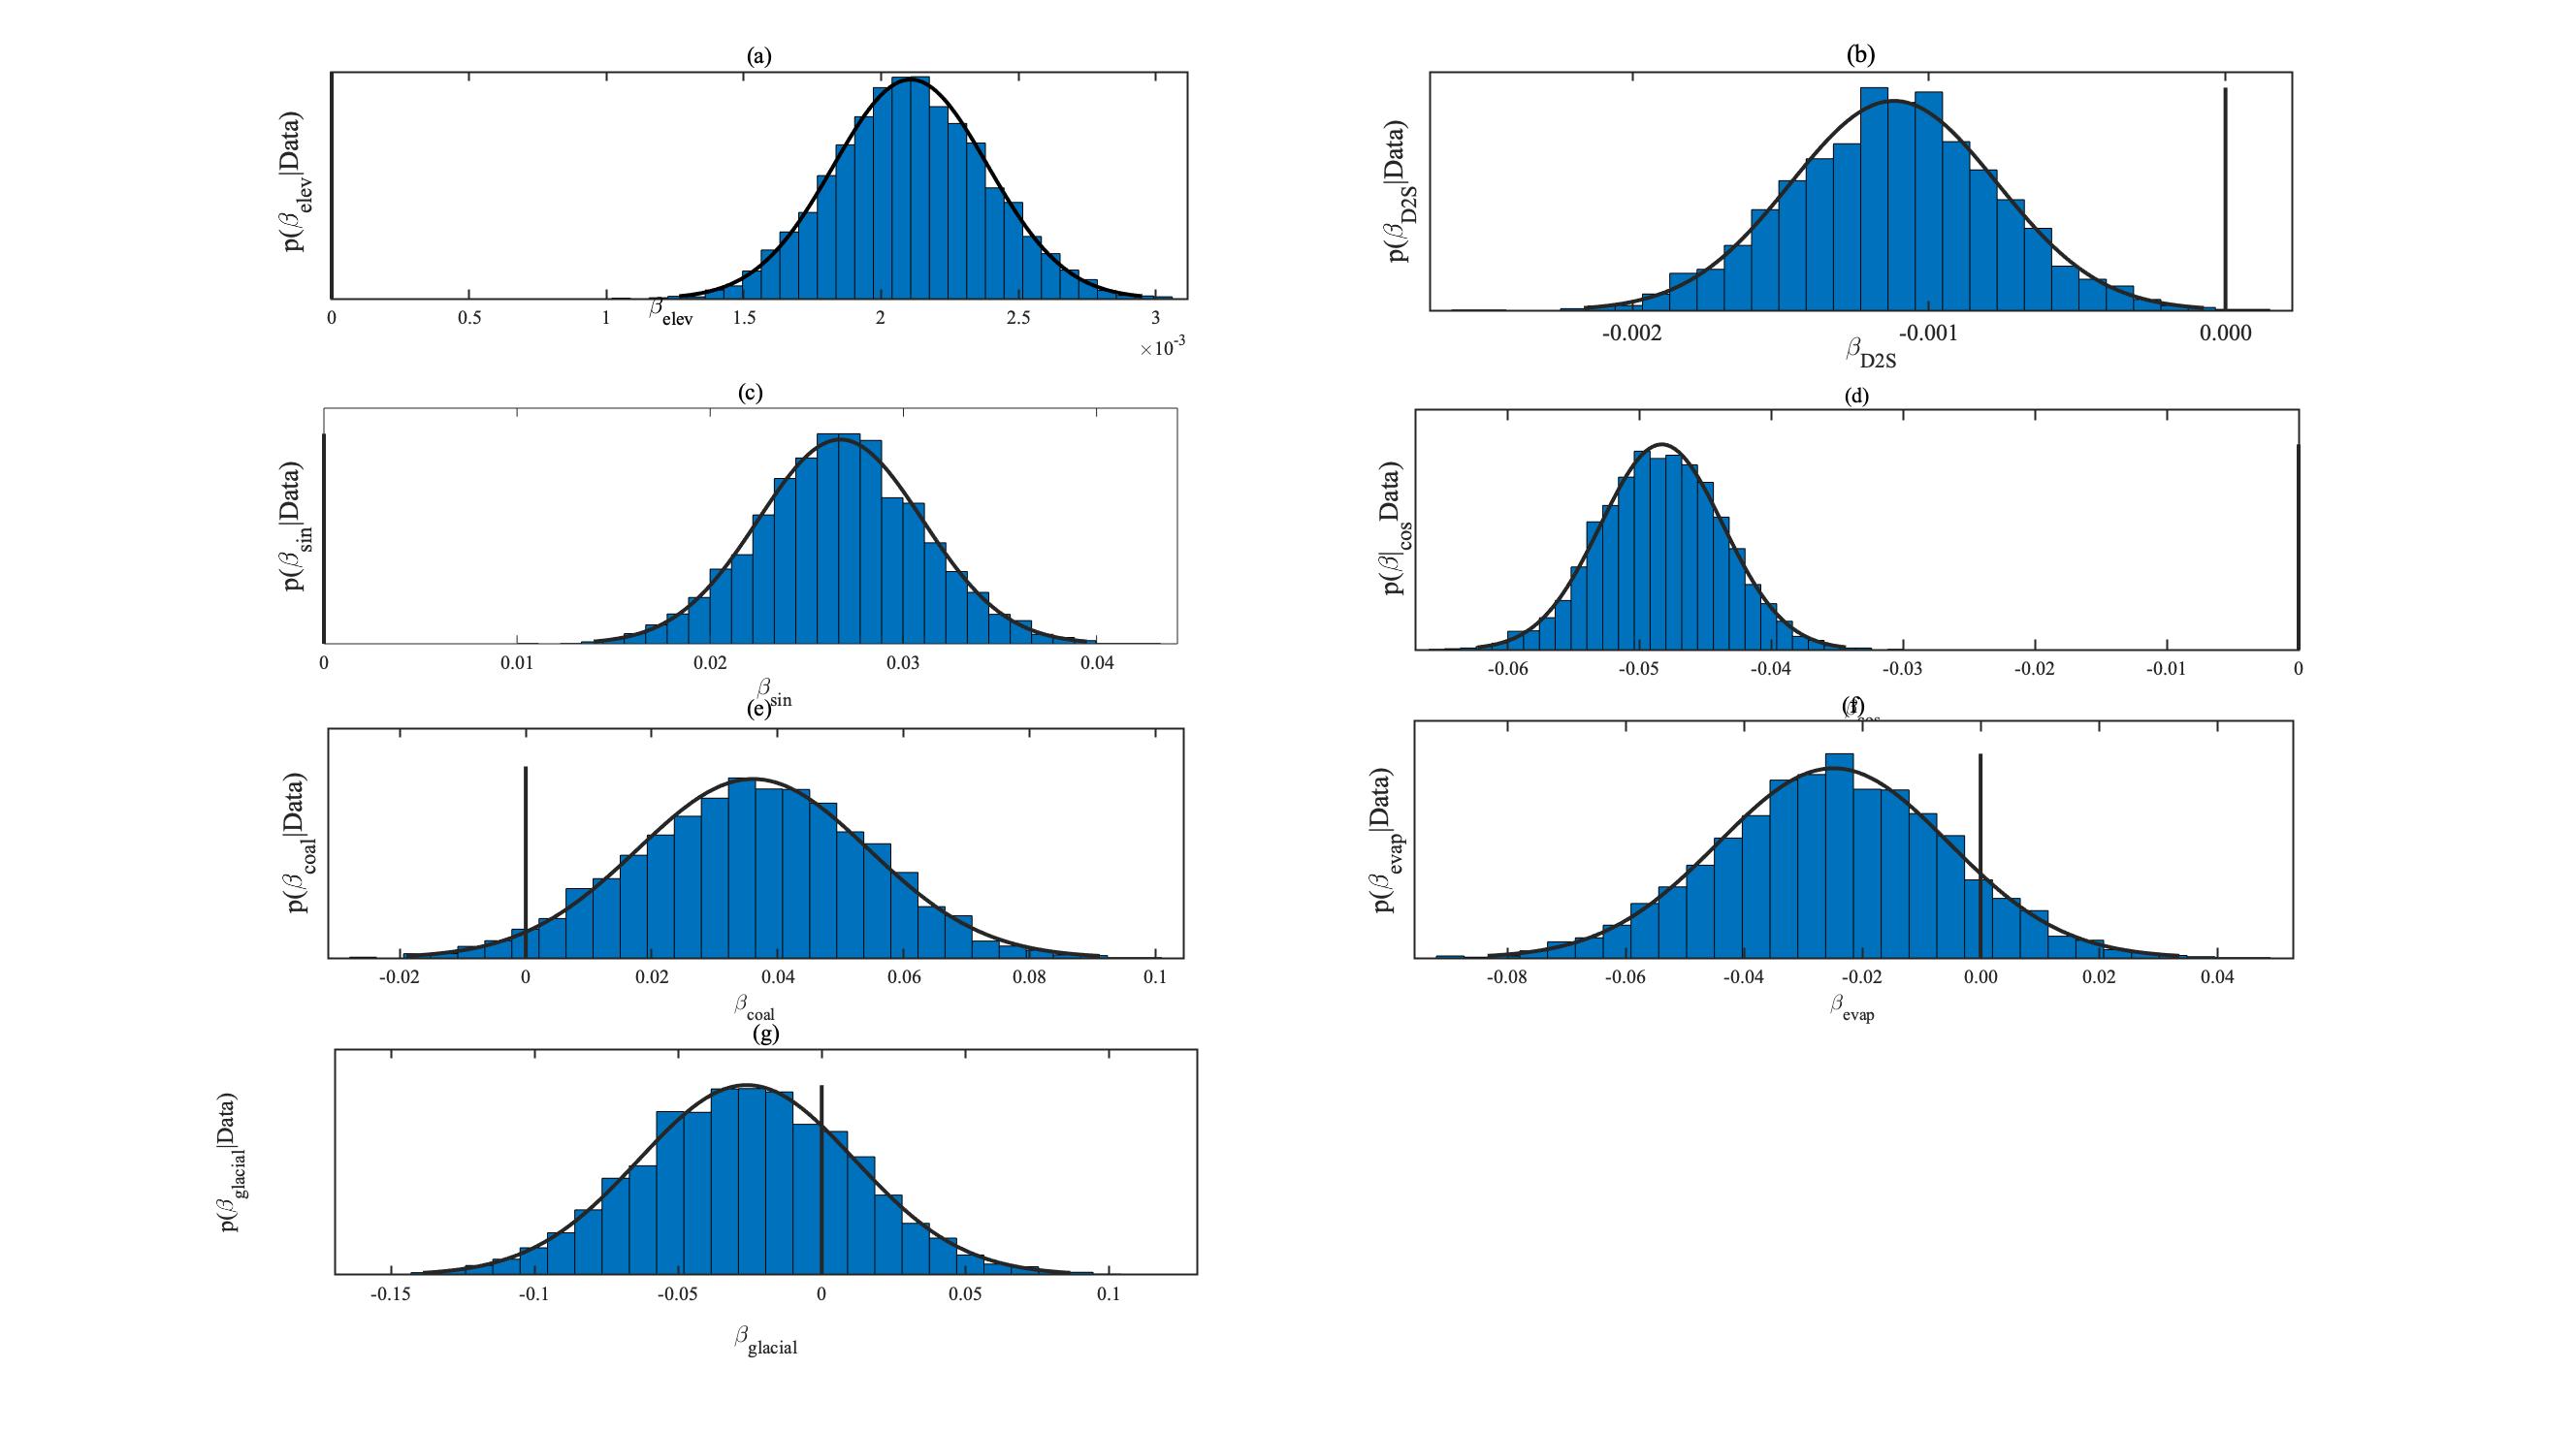 (a)
p(βelev|Data)
0 0.5 1 1.5 2 2.5 3
βelev
×10-3
(b)
p(βD2S|Data)
-0.002 -0.001 0.000
βD2S
(c)
p(βsin|Data)
0 0.01 0.02 0.03 0.04
βsin
(d)
p(β|cos Data)
-0.06 -0.05 -0.04 -0.03 -0.02 -0.01 0
(e)
p(βcoal|Data)
-0.02 0 0.02 0.04 0.06 0.08 0.1
βcoal
(f)
p(βevap|Data)
-0.08 -0.06 -0.04 -0.02 0.00 0.02 0.04
βevap
(g)
p(βglacial|Data)
-0.15 -0.1 -0.05 0 0.05 0.1
βglacial